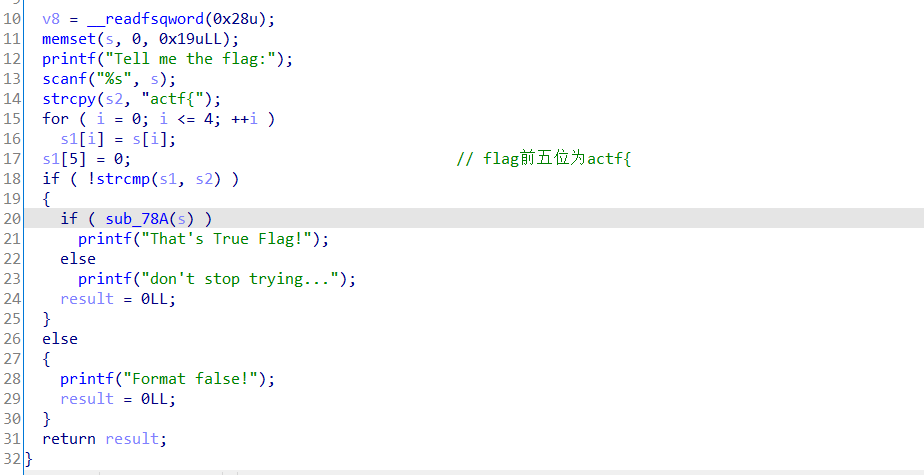 10 v8 = __readfsqword(0x28u);
11 memset(s, 0, 0x19uLL);
12 printf("Tell me the flag:");
13 scanf("%s", s);
14 strcpy(s2, "actf{");
15 for ( i = 0; i <= 4; ++i )
16 s1[i] = s[i];
17 s1[5] = 0; // flag前五位为actf{
18 if ( !strcmp(s1, s2) )
19 {
20 if ( sub_78A(s) )
21 printf("That's True Flag!");
22 else
23 printf("don't stop trying...");
24 result = 0LL;
25 }
26 else
27 {
28 printf("Format false!");
29 result = 0LL;
30 }
31 return result;
32 }